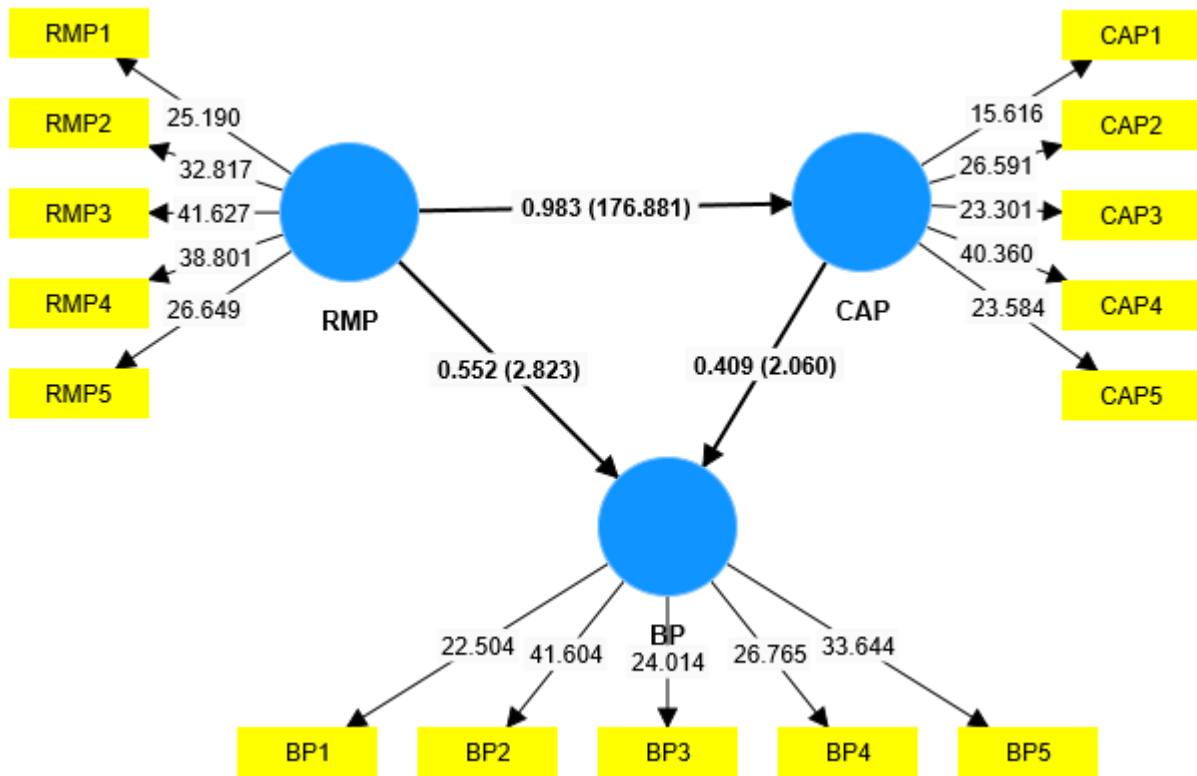 RMP1
CAP1
25.190
15.616
RMP2
CAP2
32.817
26.591
RMP3
41.627
0.983 (176.881)
23.301
CAP3
38.801
40.360
RMP4
26.649
RMP
CAP
23.584
CAP4
RMP5
0.552 (2.823)
0.409 (2.060)
CAP5
BP
22.504
41.604
24.014
26.765
33.644
BP1
BP2
BP3
BP4
BP5